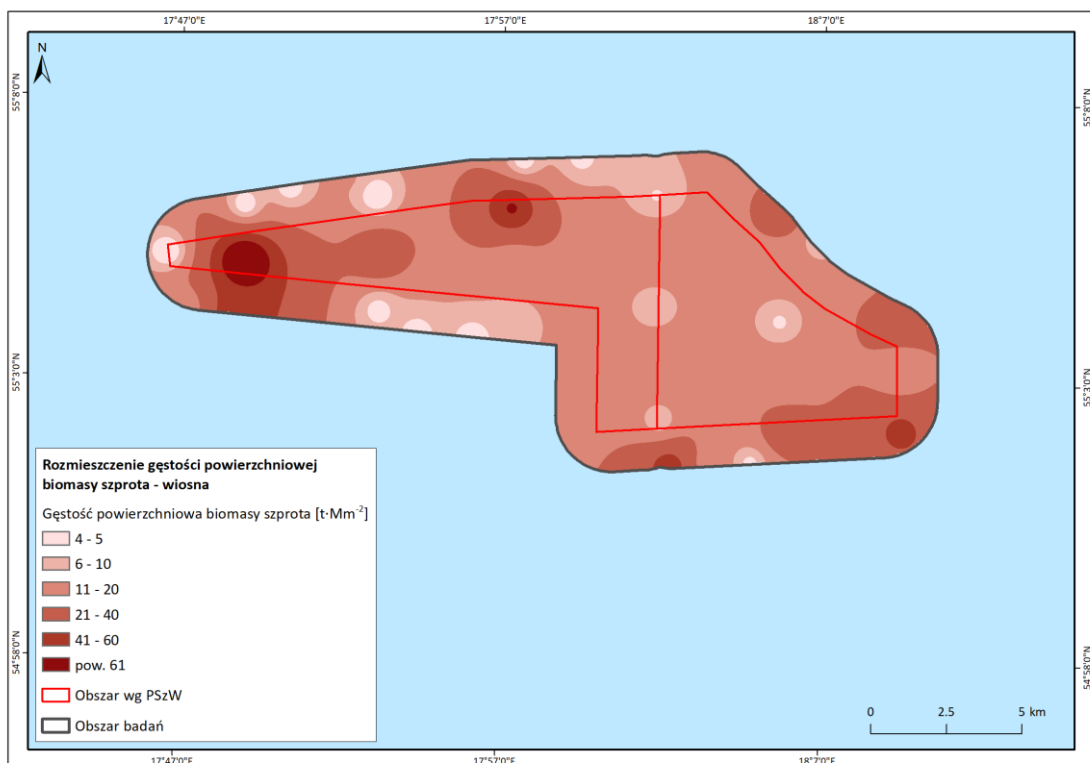 17°47'0"E 17°57'0"E 18°7'0"E
N
55°8'0"N 55°8'0"N
55°3'0"N 55°3'0"N
Rozmieszczenie gęstości powierzchniowej
biomasy szprota - wiosna
Gęstość powierzchniowa biomasy szprota [t·Mm⁻²]
4 - 5
6 - 10
11 - 20
21 - 40
41 - 60
pow. 61
Obszar wg PSzW
Obszar badań
54°58'0"N 54°58'0"N
0 2.5 5 km
17°47'0"E 17°57'0"E 18°7'0"E